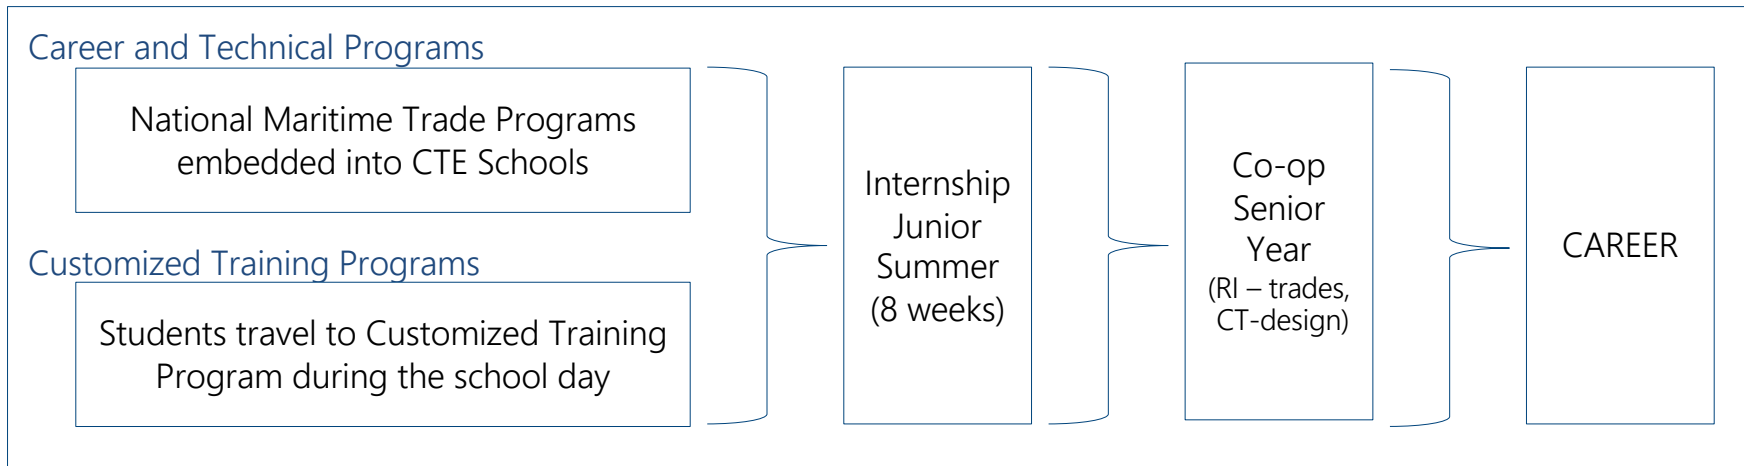 Career and Technical Programs
National Maritime Trade Programs
embedded into CTE Schools
Customized Training Programs
Students travel to Customized Training
Program during the school day
Internship
Junior
Summer
(8 weeks)
Co-op
Senior
Year
(RI – trades,
CT-design)
CAREER